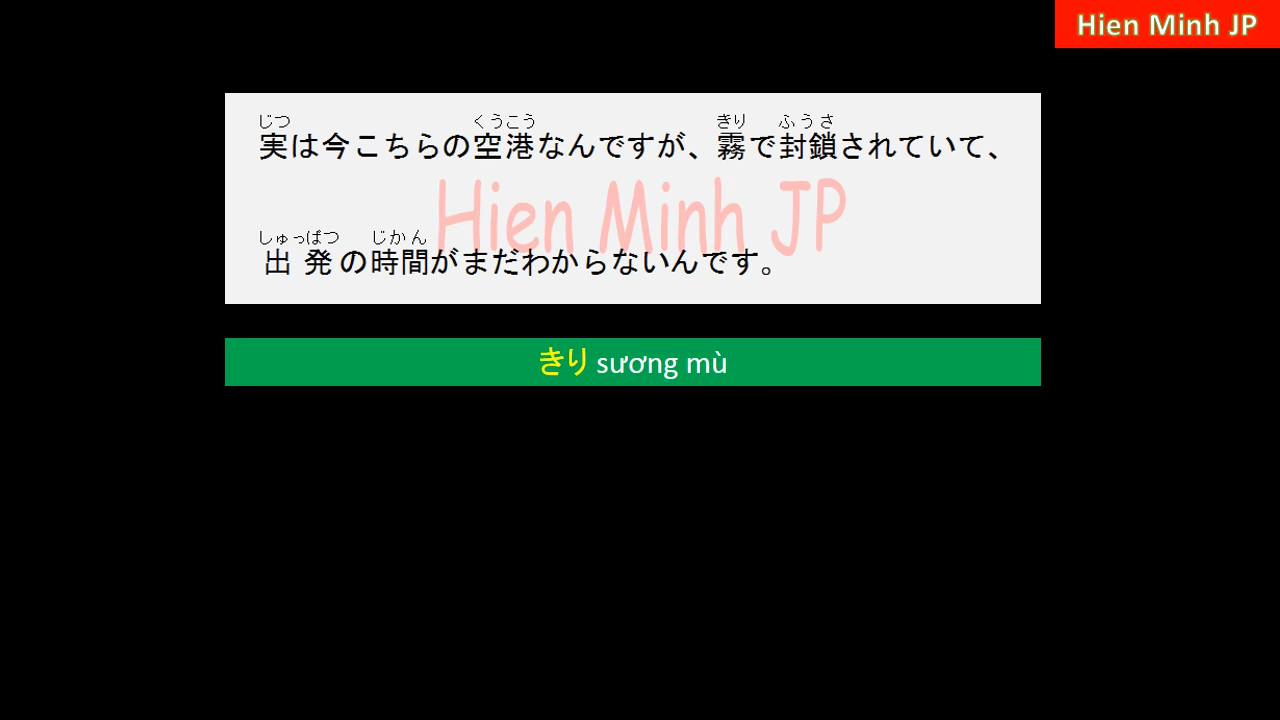 Hien Minh JP
じつ くうこう きり ふうさ
実は今こちらの空港なんですが、霧で封鎖されていて、
Hien Minh JP
しゅっぱつ じかん
出発の時間がまだわからないんです。
きり sương mù